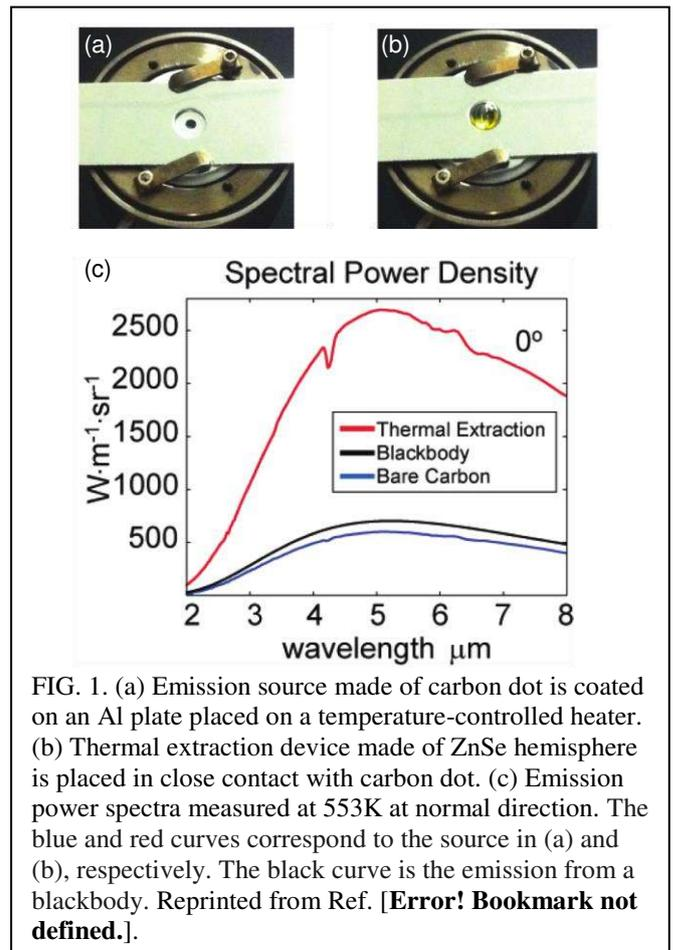 (a)
(b)
(c)
Spectral Power Density
0º
W·m-1·sr-1
2500
2000
1500
1000
500
Thermal Extraction
Blackbody
Bare Carbon
2 3 4 5 6 7 8
wavelength μm
FIG. 1. (a) Emission source made of carbon dot is coated
on an Al plate placed on a temperature-controlled heater.
(b) Thermal extraction device made of ZnSe hemisphere
is placed in close contact with carbon dot. (c) Emission
power spectra measured at 553K at normal direction. The
blue and red curves correspond to the source in (a) and
(b), respectively. The black curve is the emission from a
blackbody. Reprinted from Ref. [Error! Bookmark not
defined.].